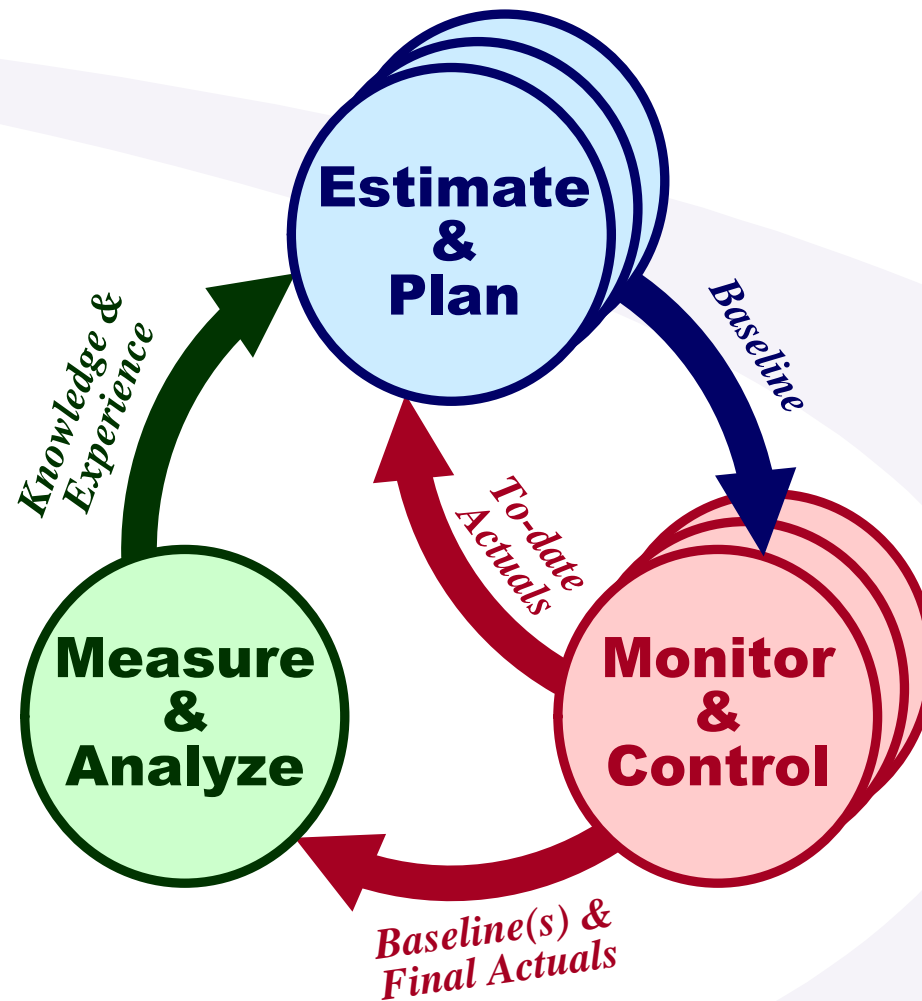 Estimate
&
Plan
Baseline
Knowledge &
Experience
To-date
Actuals
Measure
&
Analyze
Monitor
&
Control
Baseline(s) &
Final Actuals